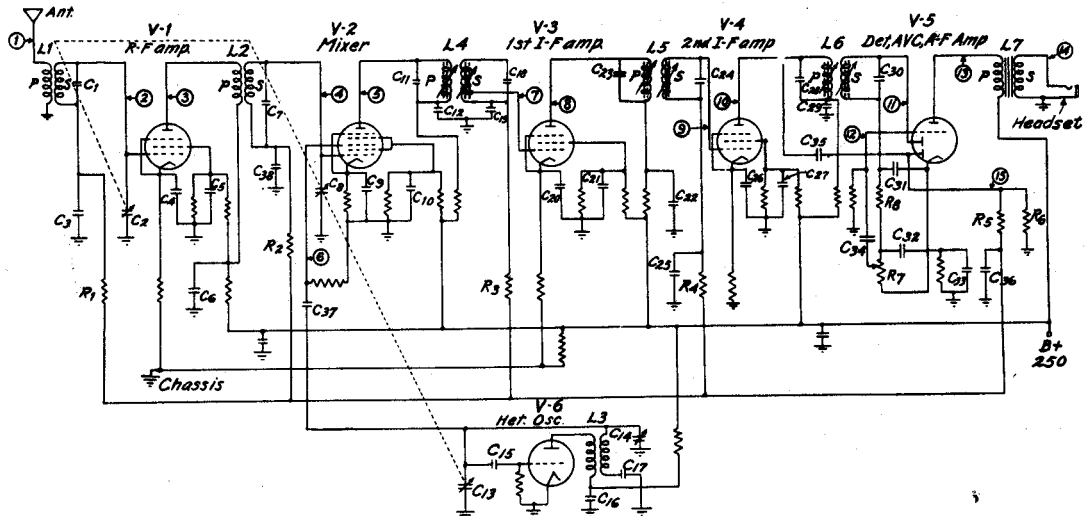 Ant.
V-1
R-F amp.
V-2
Mixer
V-3
1st I-F amp.
V-4
2nd I-F amp
V-5
Det, AVC, A-F Amp
1
L1
L2
L4
L5
L6
L7
P
S
C1
2
3
P
S
C7
4
5
C11
P
S
C18
C12
C19
7
8
C23
P
S
C24
9
10
C28
C29
P
S
C30
11
12
13
P
S
14
Headset
C3
C2
C4
C5
C38
C8
C9
C10
C20
C21
C22
C26
C27
C35
C31
R8
15
R1
C6
R2
6
C37
R3
C25
R4
C34
C32
R7
C33
C36
R5
R6
Chassis
B+
250
V-6
Het. Osc.
L3
C15
C14
C13
C17
C16